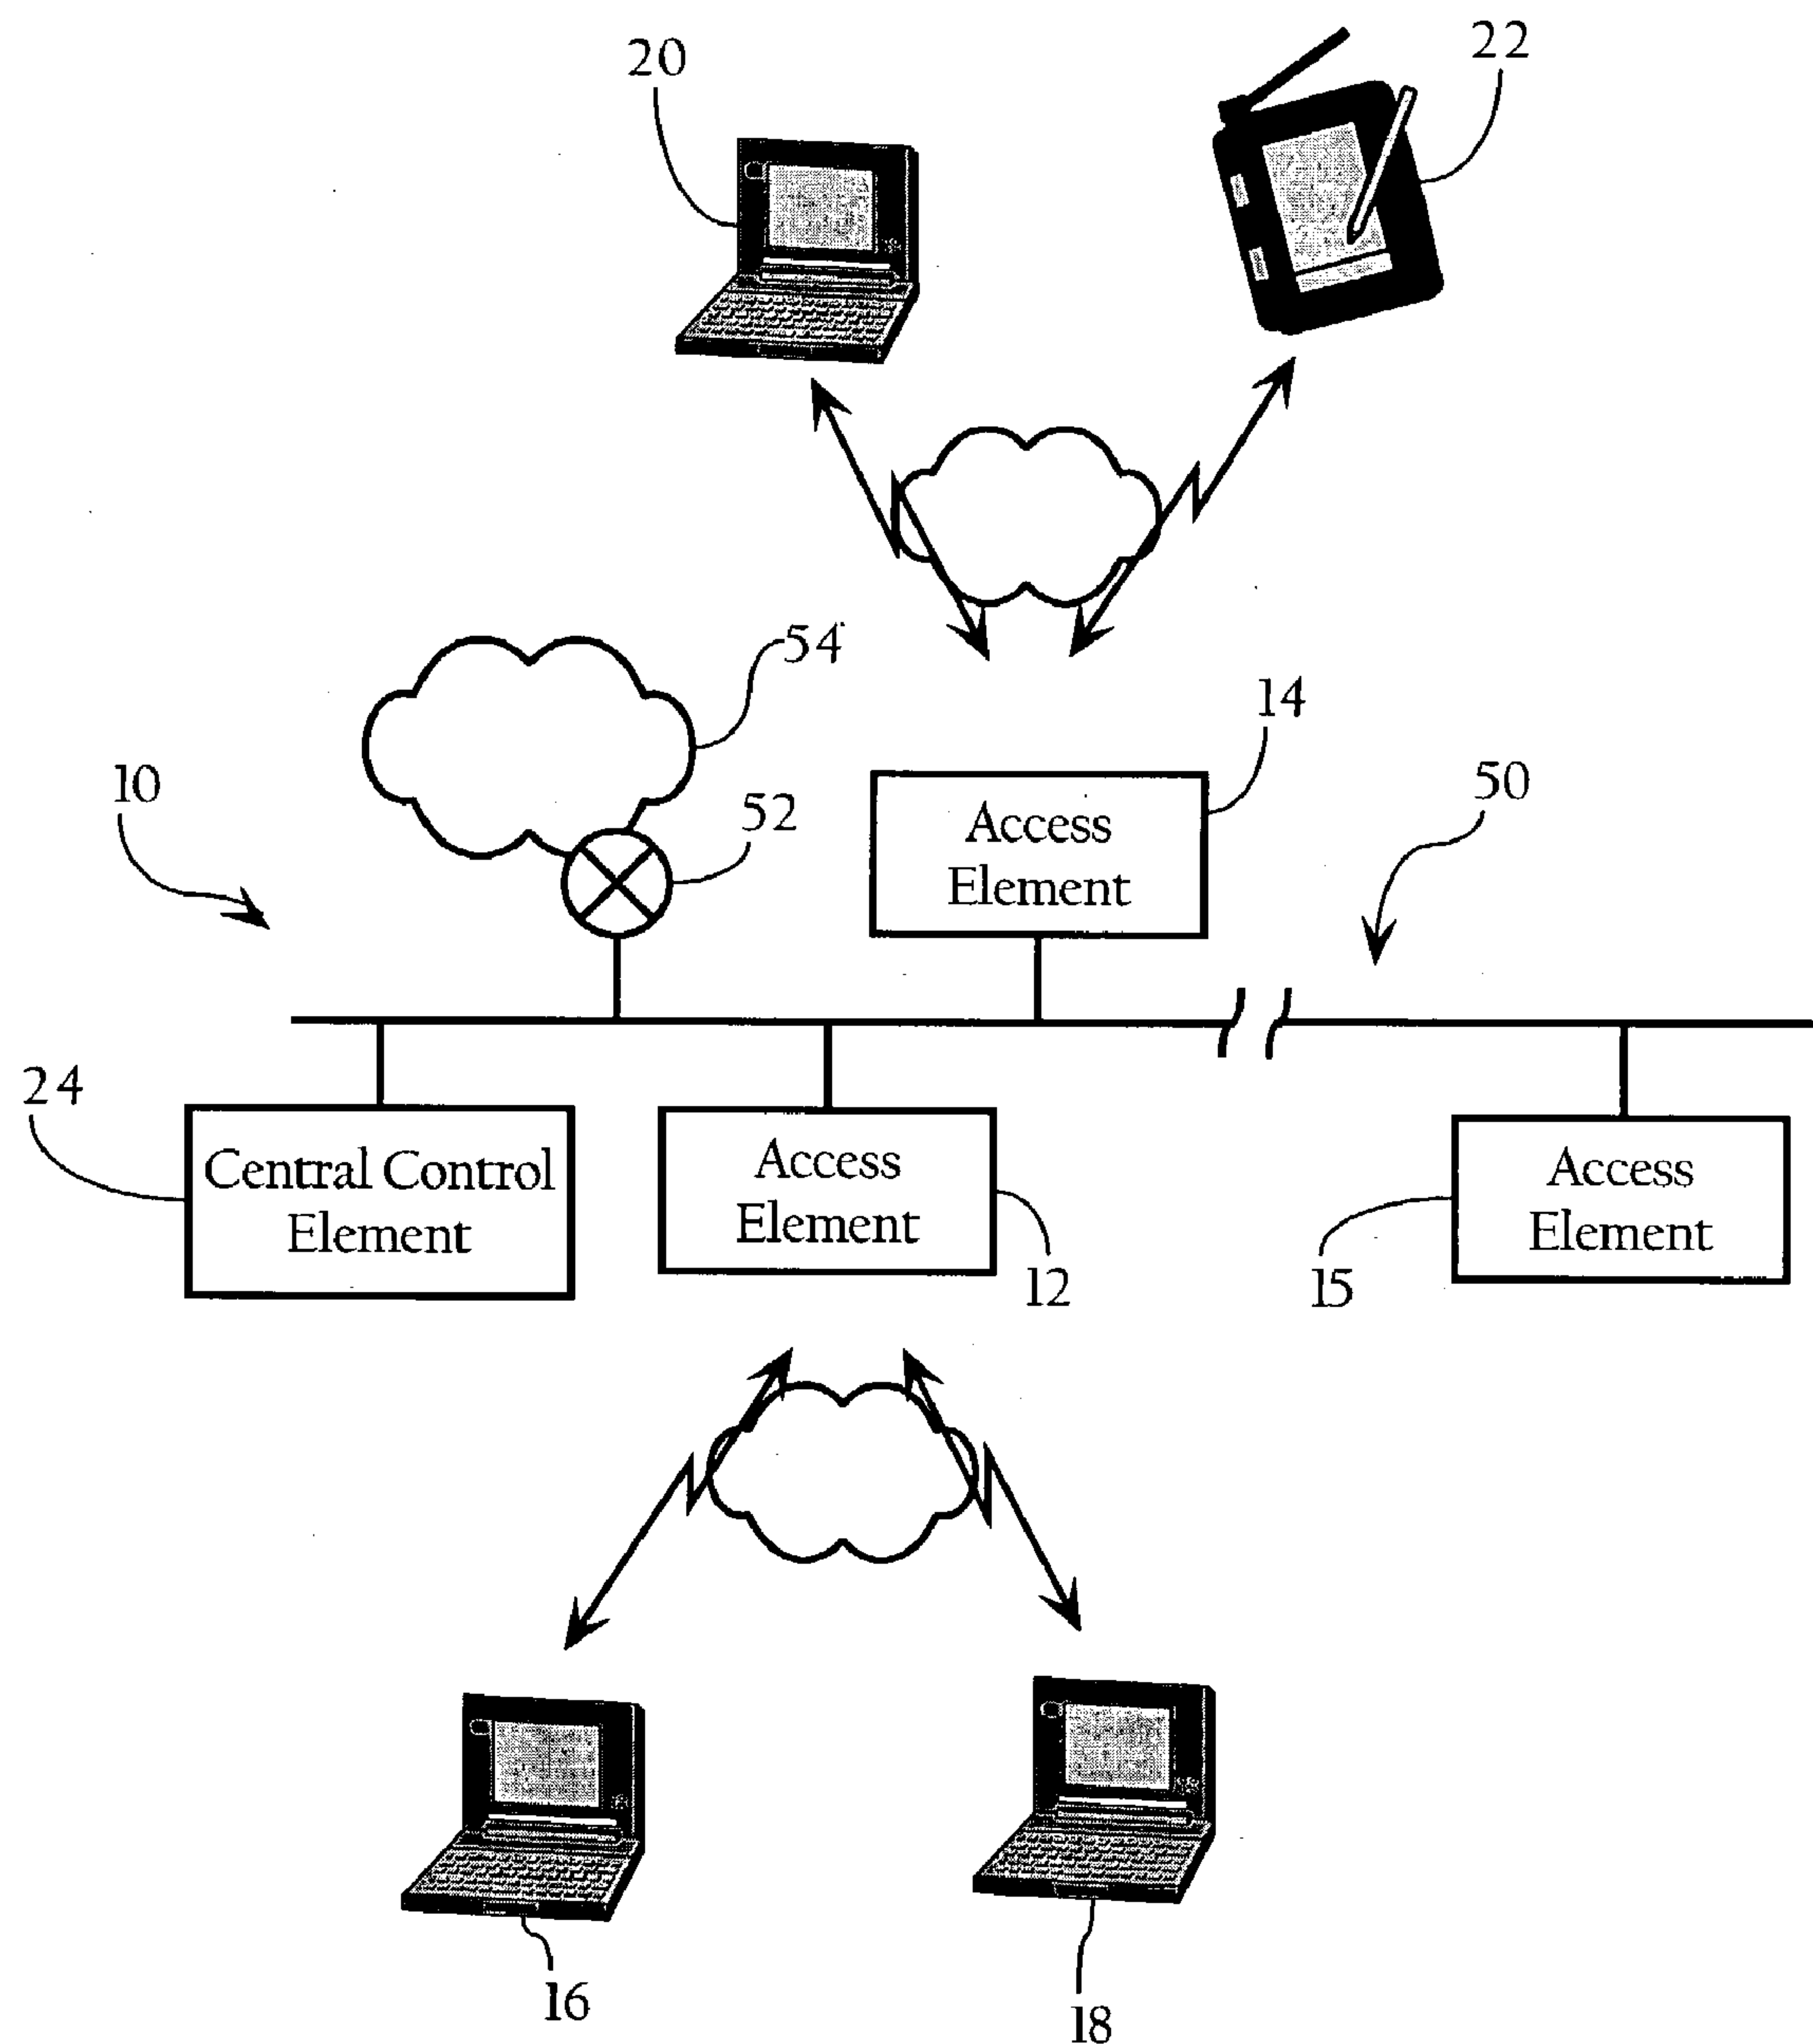 20
22
54
14
10
52
50
Access
Element
24
Central Control
Element
Access
Element
Access
Element
12
15
16
18